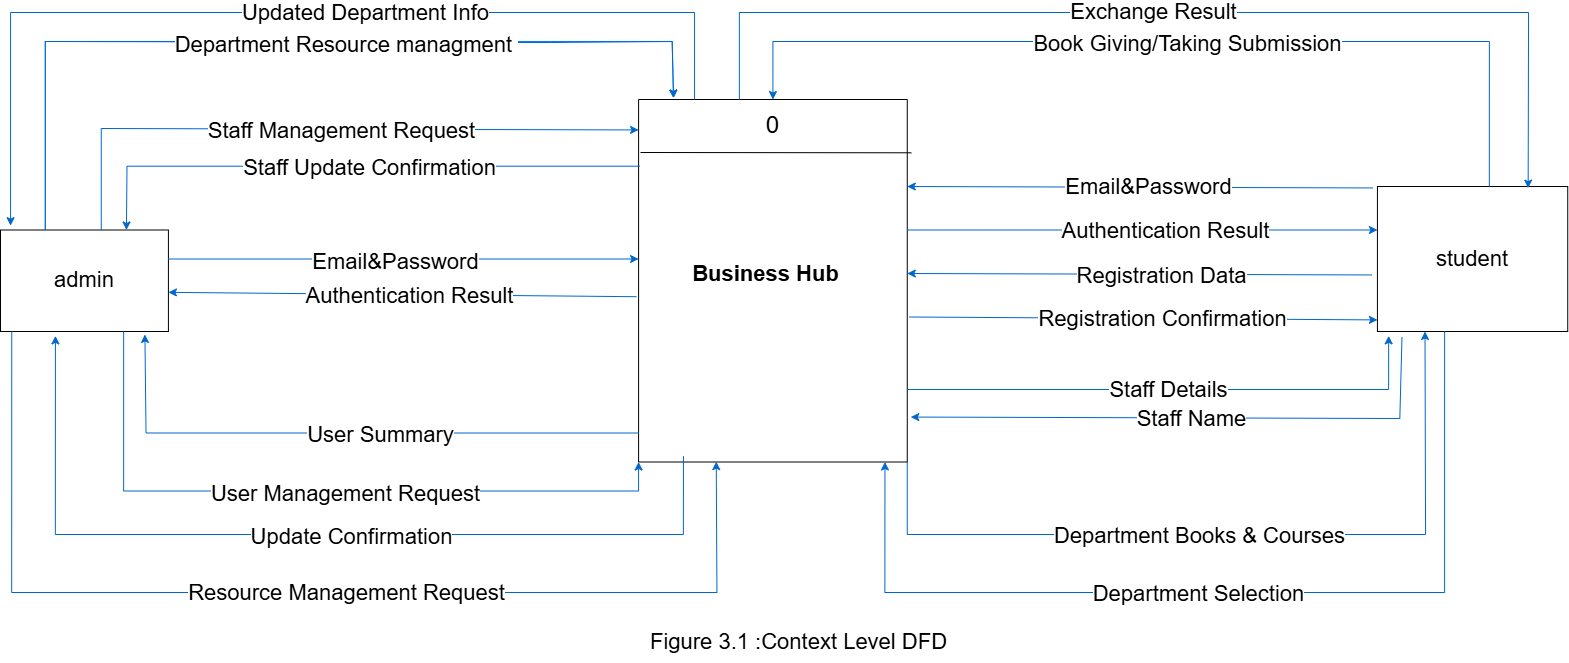 Updated Department Info
Exchange Result
Department Resource managment
Book Giving/Taking Submission
0
Staff Management Request
Staff Update Confirmation
Email&Password
Authentication Result
Email&Password
Authentication Result
Registration Data
Registration Confirmation
admin
Business Hub
student
Staff Details
Staff Name
User Summary
User Management Request
Update Confirmation
Department Books & Courses
Resource Management Request
Department Selection
Figure 3.1 :Context Level DFD